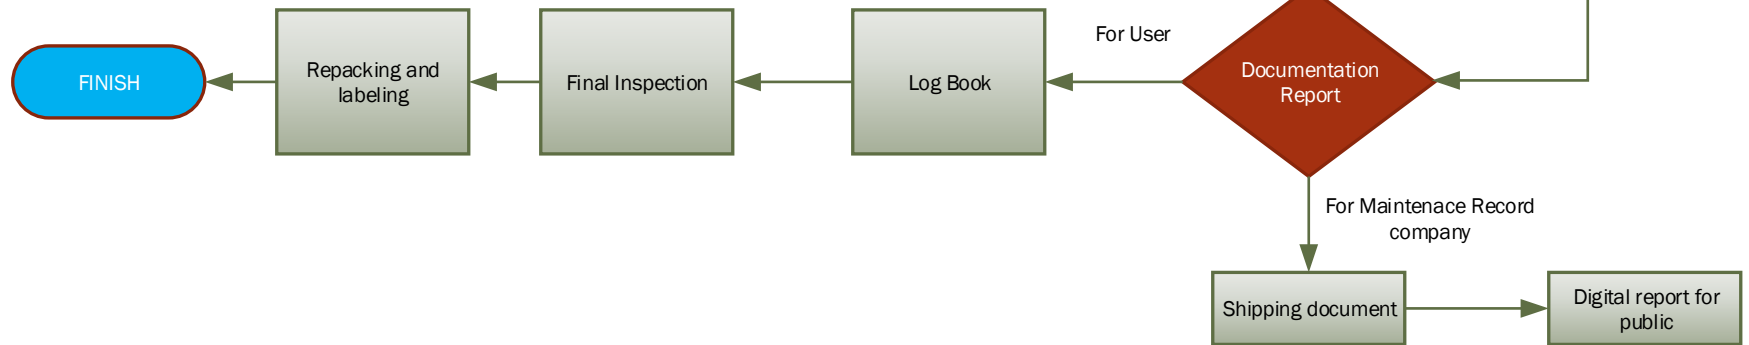 For User
Documentation
Report
Log Book
Final Inspection
Repacking and
labeling
FINISH
For Maintenace Record
company
Shipping document
Digital report for
public